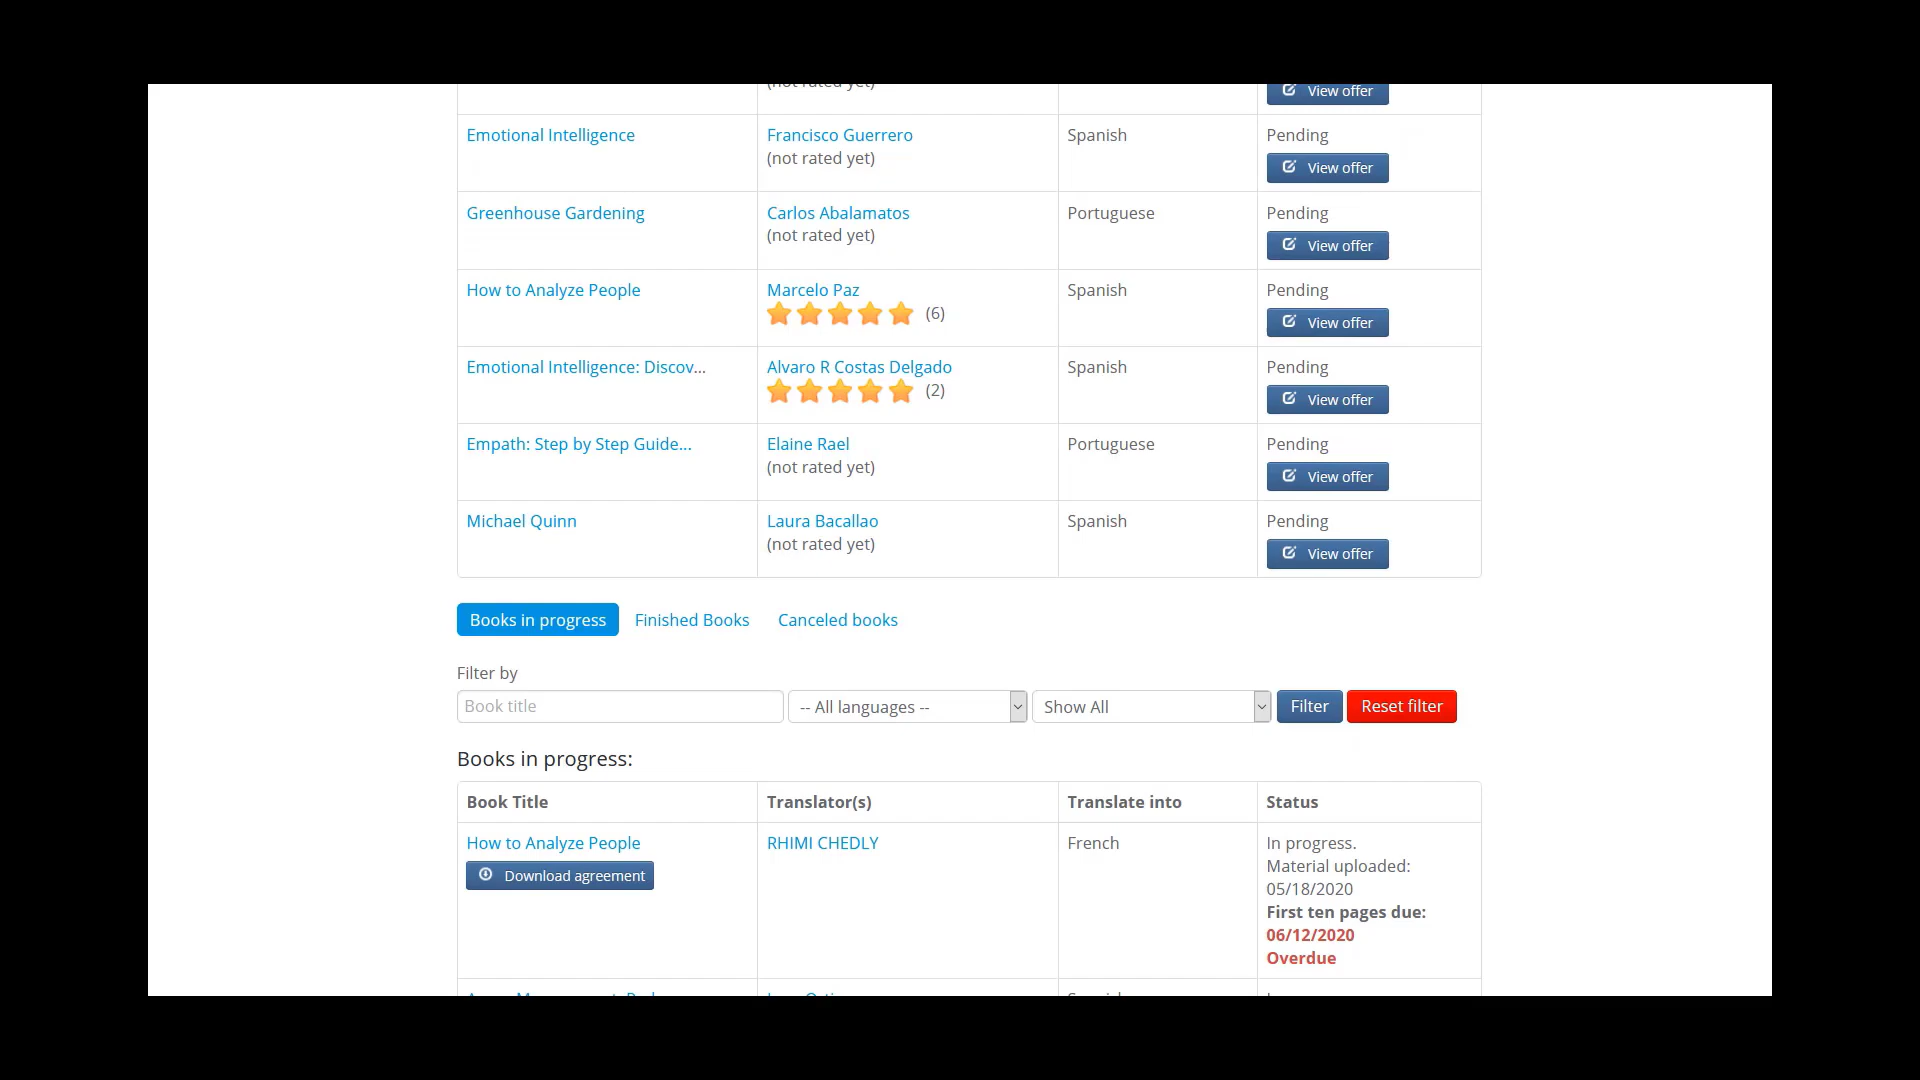 View offer
Emotional Intelligence Francisco Guerrero Spanish Pending
(not rated yet)
View offer
Greenhouse Gardening Carlos Abalamatos Portuguese Pending
(not rated yet)
View offer
How to Analyze People Marcelo Paz Spanish Pending
(6)
View offer
Emotional Intelligence: Discov... Alvaro R Costas Delgado Spanish Pending
(2)
View offer
Empath: Step by Step Guide... Elaine Rael Portuguese Pending
(not rated yet)
View offer
Michael Quinn Laura Bacallao Spanish Pending
(not rated yet)
View offer
Books in progress Finished Books Canceled books
Filter by
Book title -- All languages -- Show All Filter Reset filter
Books in progress:
Book Title Translator(s) Translate into Status
How to Analyze People RHIMI CHEDLY French In progress.
Download agreement Material uploaded:
05/18/2020
First ten pages due:
06/12/2020
Overdue